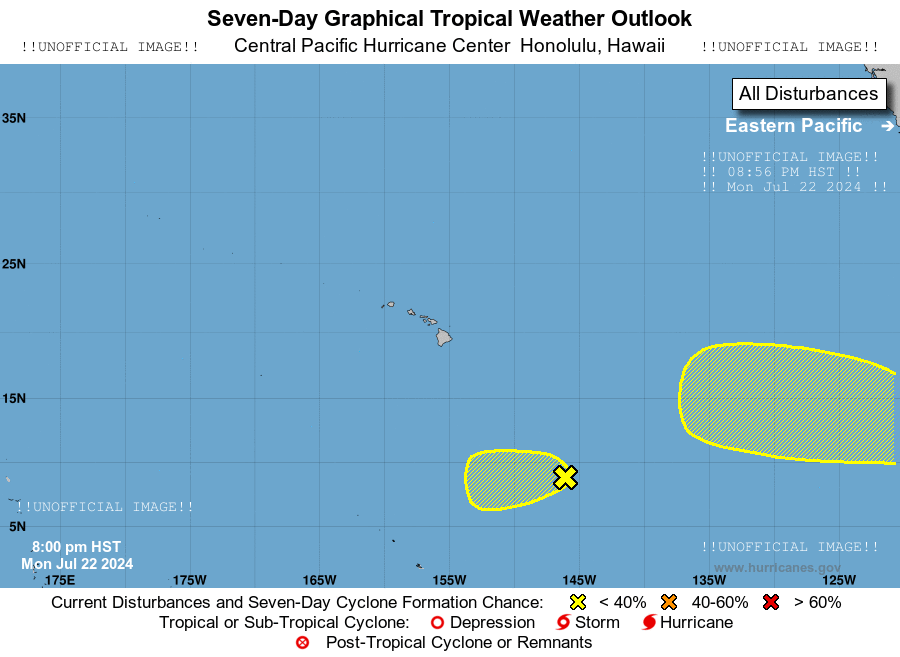 Seven-Day Graphical Tropical Weather Outlook
!!UNOFFICIAL IMAGE!! Central Pacific Hurricane Center Honolulu, Hawaii !!UNOFFICIAL IMAGE!!
All Disturbances
35N
Eastern Pacific →
!!UNOFFICIAL IMAGE!!
!! 08:56 PM HST !!
!! Mon Jul 22 2024 !!
25N
15N
!!UNOFFICIAL IMAGE!!
5N
8:00 pm HST
Mon Jul 22 2024
!!UNOFFICIAL IMAGE!!
www.hurricanes.gov
175E 175W 165W 155W 145W 135W 125W
Current Disturbances and Seven-Day Cyclone Formation Chance: < 40% 40-60% > 60%
Tropical or Sub-Tropical Cyclone: Depression Storm Hurricane
Post-Tropical Cyclone or Remnants